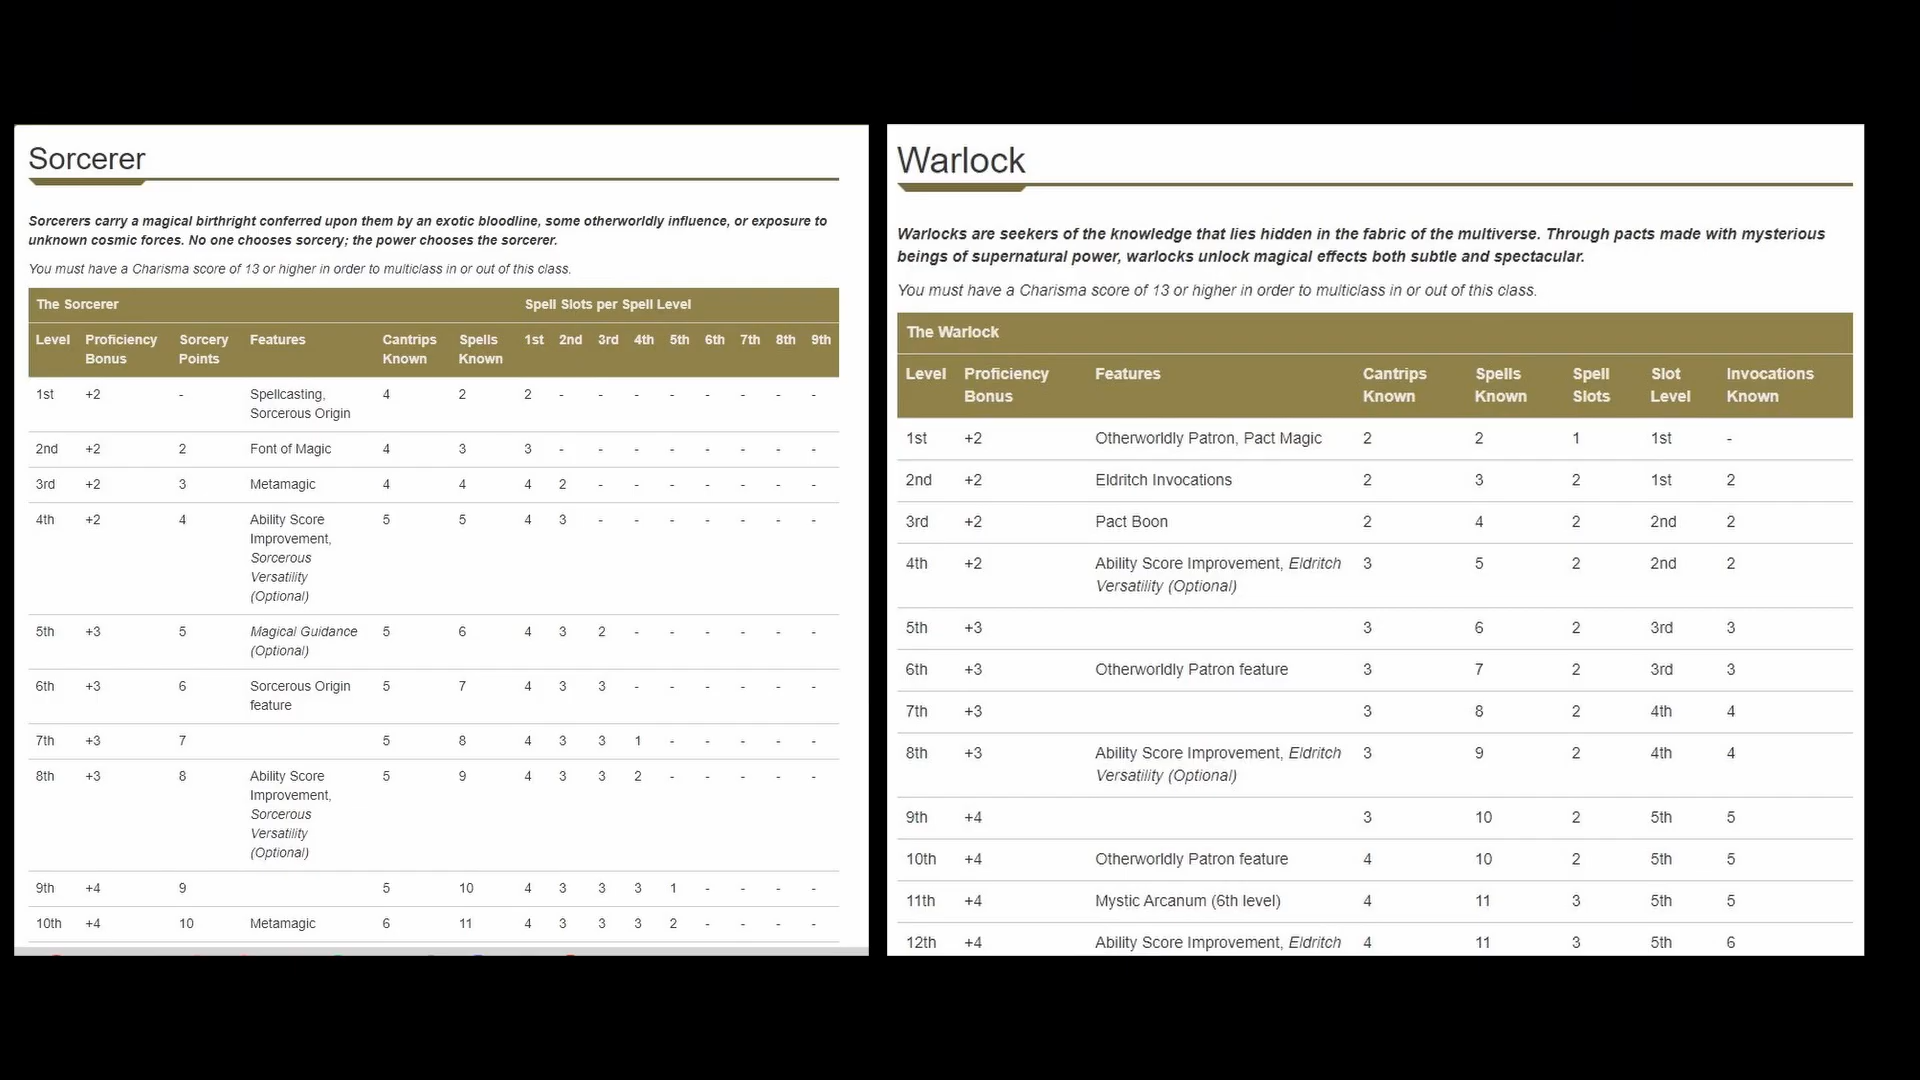 Sorcerer
Sorcerers carry a magical birthright conferred upon them by an exotic bloodline, some otherworldly influence, or exposure to
unknown cosmic forces. No one chooses sorcery; the power chooses the sorcerer.
You must have a Charisma score of 13 or higher in order to multiclass in or out of this class.
The Sorcerer Spell Slots per Spell Level
Level Proficiency Sorcery Features Cantrips Spells 1st 2nd 3rd 4th 5th 6th 7th 8th 9th
Bonus Points Known Known
1st +2 - Spellcasting, 4 2 2 - - - - - - - -
Sorcerous Origin
2nd +2 2 Font of Magic 4 3 3 - - - - - - - -
3rd +2 3 Metamagic 4 4 4 2 - - - - - - -
4th +2 4 Ability Score 5 5 4 3 - - - - - - -
Improvement,
Sorcerous
Versatility
(Optional)
5th +3 5 Magical Guidance 5 6 4 3 2 - - - - - -
(Optional)
6th +3 6 Sorcerous Origin 5 7 4 3 3 - - - - - -
feature
7th +3 7 5 8 4 3 3 1 - - - - -
8th +3 8 Ability Score 5 9 4 3 3 2 - - - - -
Improvement,
Sorcerous
Versatility
(Optional)
9th +4 9 5 10 4 3 3 3 1 - - - -
10th +4 10 Metamagic 6 11 4 3 3 3 2 - - - -
Warlock
Warlocks are seekers of the knowledge that lies hidden in the fabric of the multiverse. Through pacts made with mysterious
beings of supernatural power, warlocks unlock magical effects both subtle and spectacular.
You must have a Charisma score of 13 or higher in order to multiclass in or out of this class.
The Warlock
Level Proficiency Features Cantrips Spells Spell Slot Invocations
Bonus Known Known Slots Level Known
1st +2 Otherworldly Patron, Pact Magic 2 2 1 1st -
2nd +2 Eldritch Invocations 2 3 2 1st 2
3rd +2 Pact Boon 2 4 2 2nd 2
4th +2 Ability Score Improvement, Eldritch 3 5 2 2nd 2
Versatility (Optional)
5th +3 3 6 2 3rd 3
6th +3 Otherworldly Patron feature 3 7 2 3rd 3
7th +3 3 8 2 4th 4
8th +3 Ability Score Improvement, Eldritch 3 9 2 4th 4
Versatility (Optional)
9th +4 3 10 2 5th 5
10th +4 Otherworldly Patron feature 4 10 2 5th 5
11th +4 Mystic Arcanum (6th level) 4 11 3 5th 5
12th +4 Ability Score Improvement, Eldritch 4 11 3 5th 6